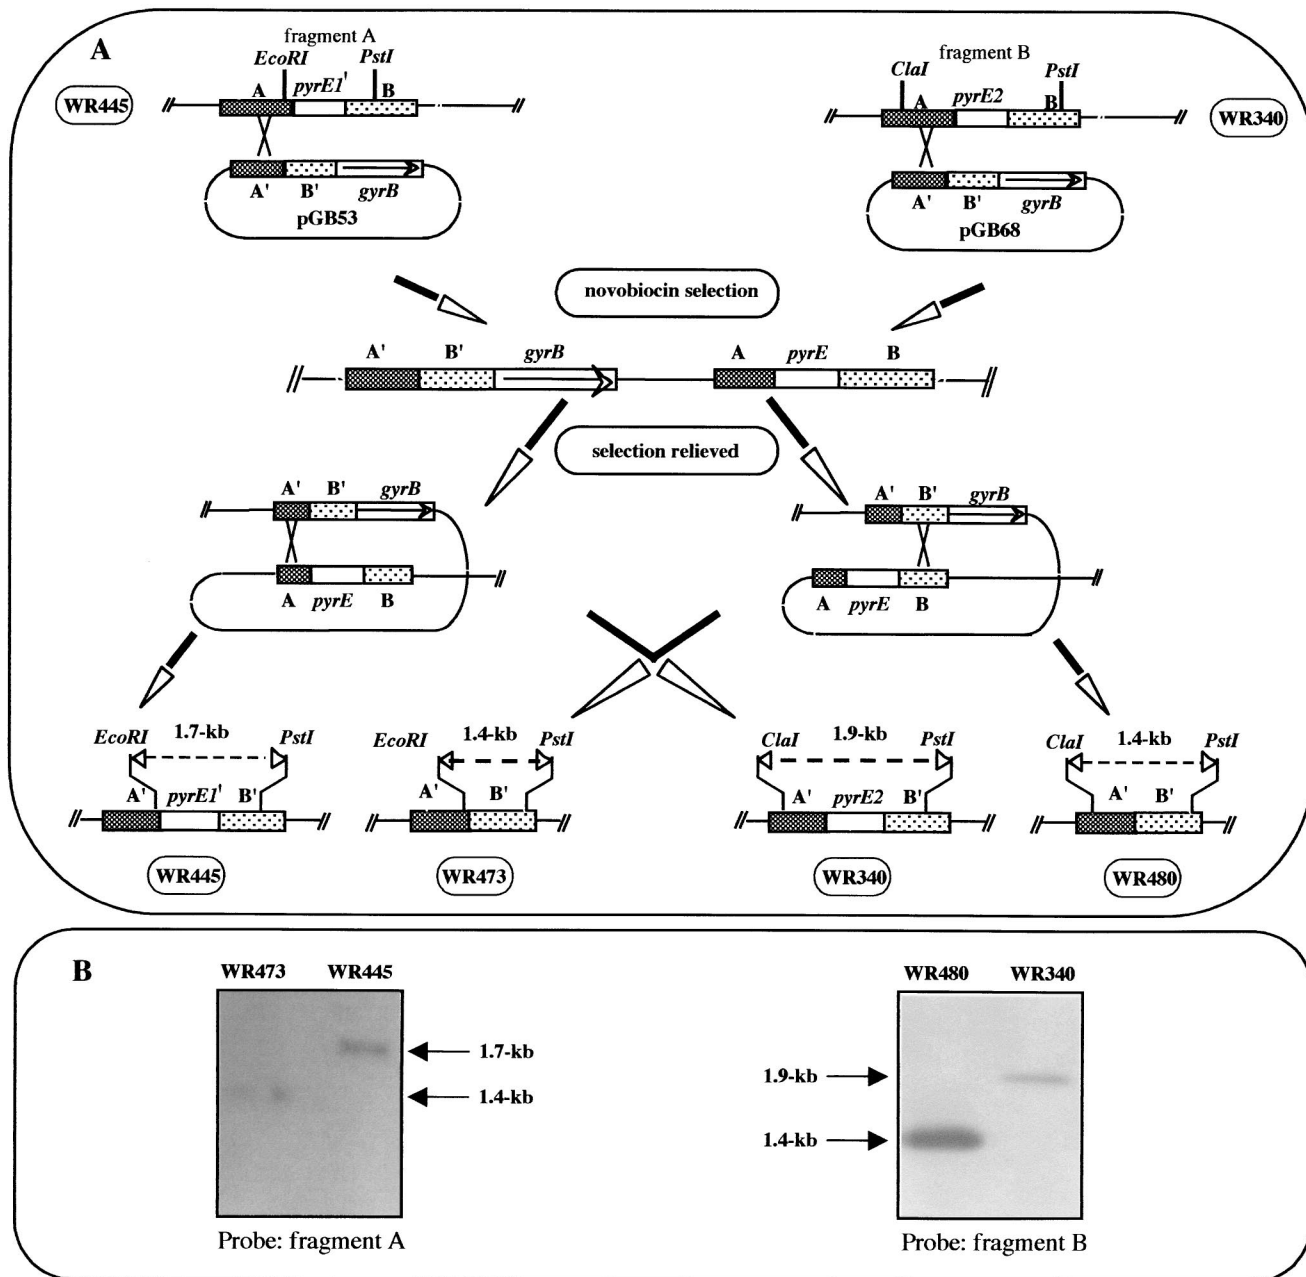 A
fragment A
EcoRI PstI
A pyrE1' B
WR445
A' B' gyrB
pGB53
fragment B
ClaI PstI
A pyrE2 B
WR340
A' B' gyrB
pGB68
novobiocin selection
A' B' gyrB A pyrE B
selection relieved
A' B' gyrB
A pyrE B
A' B' gyrB
A pyrE B
EcoRI 1.7-kb PstI
A' pyrE1' B'
WR445
EcoRI 1.4-kb PstI
A' B'
WR473
ClaI 1.9-kb PstI
A' pyrE2 B'
WR340
ClaI 1.4-kb PstI
A' B'
WR480
B
WR473 WR445
1.7-kb
1.4-kb
Probe: fragment A
WR480 WR340
1.9-kb
1.4-kb
Probe: fragment B